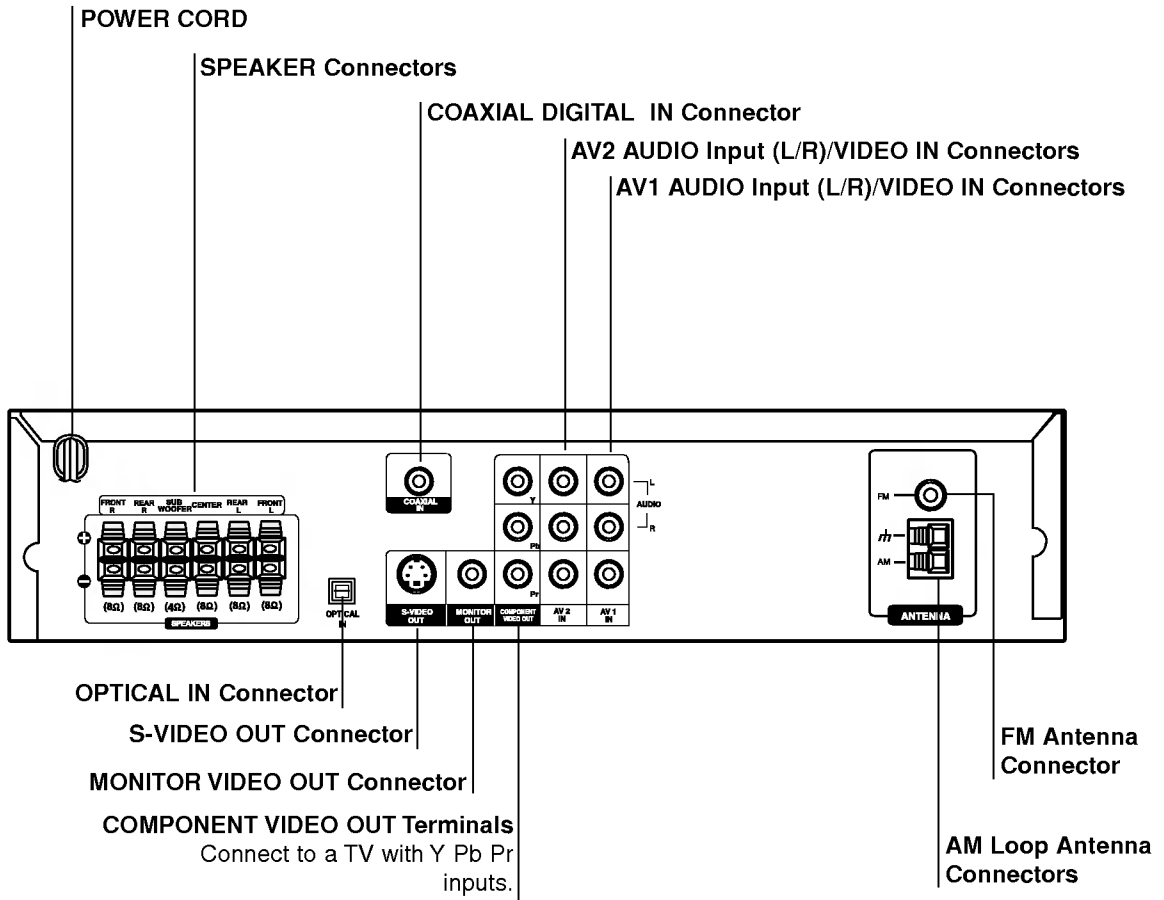 POWER CORD
SPEAKER Connectors
COAXIAL DIGITAL IN Connector
AV2 AUDIO Input (L/R)/VIDEO IN Connectors
AV1 AUDIO Input (L/R)/VIDEO IN Connectors
FRONT R
REAR R
SUB WOOFER
CENTER
REAR L
FRONT L
(8Ω) (8Ω) (4Ω) (8Ω) (8Ω) (8Ω)
SPEAKERS
OPTICAL IN
COAXIAL IN
Y
Pb
Pr
L
AUDIO
R
S-VIDEO OUT
MONITOR OUT
COMPONENT VIDEO OUT
AV 2 IN
AV 1 IN
FM
AM
ANTENNA
OPTICAL IN Connector
S-VIDEO OUT Connector
MONITOR VIDEO OUT Connector
COMPONENT VIDEO OUT Terminals
Connect to a TV with Y Pb Pr
inputs.
FM Antenna
Connector
AM Loop Antenna
Connectors